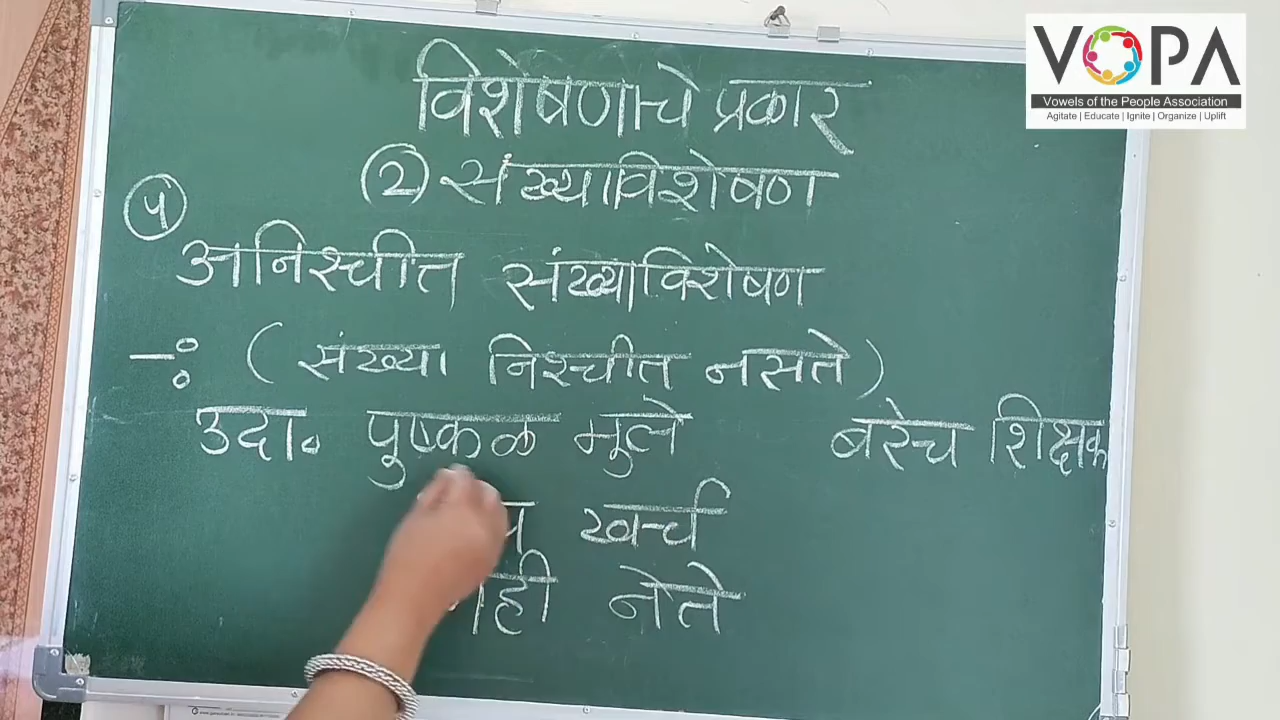 VOPA
Vowels of the People Association
Agitate | Educate | Ignite | Organize | Uplift
विशेषणाचे प्रकार
(2) संख्याविशेषण
(५)
अनिश्चीत संख्याविशेषण
-: ( संख्या निश्चीत नसते )
उदा. पुष्कळ मुले बरेच शिक्षक
खर्च
नेते